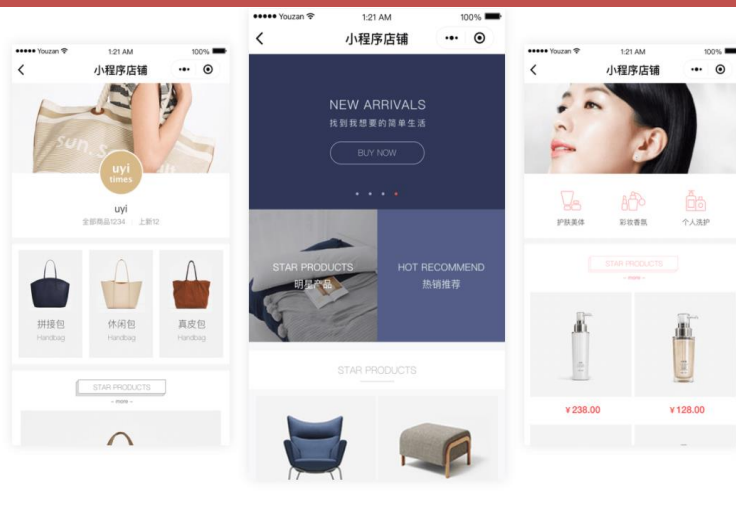 Youzan
1:21 AM
100%
小程序店铺
sun.s
uyi
times
uyi
全部商品1234
上新12
拼接包
Handbag
休闲包
Handbag
真皮包
Handbag
STAR PRODUCTS
- more -
Youzan
1:21 AM
100%
小程序店铺
NEW ARRIVALS
找到我想要的简单生活
BUY NOW
STAR PRODUCTS
明星产品
HOT RECOMMEND
热销推荐
STAR PRODUCTS
Youzan
1:21 AM
100%
小程序店铺
护肤美体
彩妆香氛
个人洗护
STAR PRODUCTS
- more -
¥238.00
¥128.00